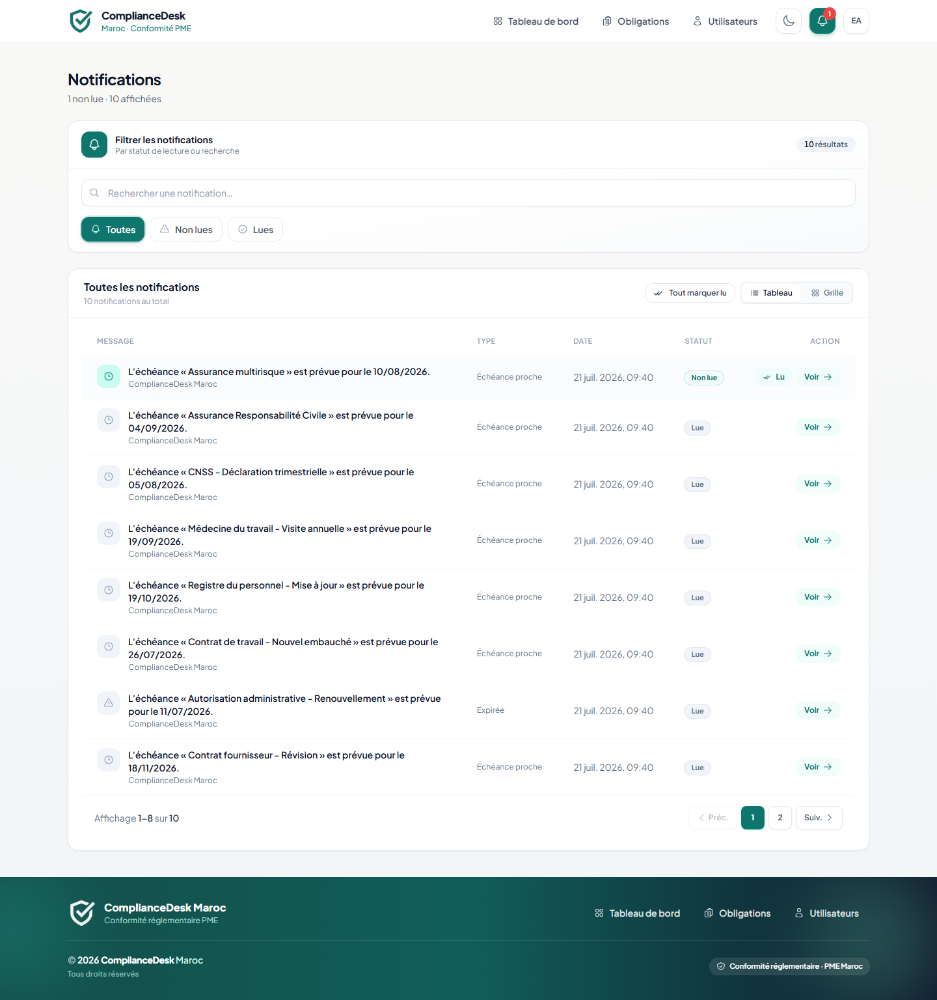 ComplianceDesk
Maroc · Conformité PME
Tableau de bord
Obligations
Utilisateurs
1
EA
Notifications
1 non lue · 10 affichées
Filtrer les notifications
Par statut de lecture ou recherche
10 résultats
Rechercher une notification…
Toutes
Non lues
Lues
Toutes les notifications
10 notifications au total
Tout marquer lu
Tableau
Grille
MESSAGE TYPE DATE STATUT ACTION
L'échéance « Assurance multirisque » est prévue pour le 10/08/2026.
ComplianceDesk Maroc
Échéance proche
21 juil. 2026, 09:40
Non lue
Lu
Voir
L'échéance « Assurance Responsabilité Civile » est prévue pour le
04/09/2026.
ComplianceDesk Maroc
Échéance proche
21 juil. 2026, 09:40
Lue
Voir
L'échéance « CNSS – Déclaration trimestrielle » est prévue pour le
05/08/2026.
ComplianceDesk Maroc
Échéance proche
21 juil. 2026, 09:40
Lue
Voir
L'échéance « Médecine du travail – Visite annuelle » est prévue pour le
19/09/2026.
ComplianceDesk Maroc
Échéance proche
21 juil. 2026, 09:40
Lue
Voir
L'échéance « Registre du personnel – Mise à jour » est prévue pour le
19/10/2026.
ComplianceDesk Maroc
Échéance proche
21 juil. 2026, 09:40
Lue
Voir
L'échéance « Contrat de travail – Nouvel embauché » est prévue pour le
26/07/2026.
ComplianceDesk Maroc
Échéance proche
21 juil. 2026, 09:40
Lue
Voir
L'échéance « Autorisation administrative – Renouvellement » est prévue
pour le 11/07/2026.
ComplianceDesk Maroc
Expirée
21 juil. 2026, 09:40
Lue
Voir
L'échéance « Contrat fournisseur – Révision » est prévue pour le
18/11/2026.
ComplianceDesk Maroc
Échéance proche
21 juil. 2026, 09:40
Lue
Voir
Affichage 1–8 sur 10
Préc.
1
2
Suiv.
ComplianceDesk Maroc
Conformité réglementaire PME
Tableau de bord
Obligations
Utilisateurs
© 2026 ComplianceDesk Maroc
Tous droits réservés
Conformité réglementaire · PME Maroc